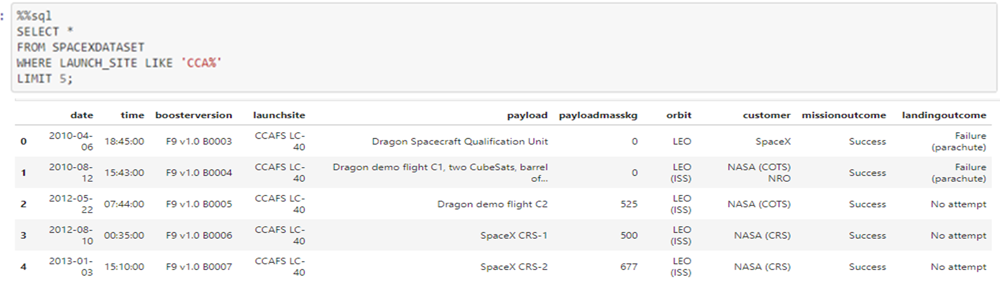 :
%%sql
SELECT *
FROM SPACEXDATASET
WHERE LAUNCH_SITE LIKE 'CCA%'
LIMIT 5;
date time boosterversion launchsite payload payloadmasskg orbit customer missionoutcome landingoutcome
0 2010-04-06 18:45:00 F9 v1.0 B0003 CCAFS LC-40 Dragon Spacecraft Qualification Unit 0 LEO SpaceX Success Failure (parachute)
1 2010-08-12 15:43:00 F9 v1.0 B0004 CCAFS LC-40 Dragon demo flight C1, two CubeSats, barrel of... 0 LEO (ISS) NASA (COTS) NRO Success Failure (parachute)
2 2012-05-22 07:44:00 F9 v1.0 B0005 CCAFS LC-40 Dragon demo flight C2 525 LEO (ISS) NASA (COTS) Success No attempt
3 2012-08-10 00:35:00 F9 v1.0 B0006 CCAFS LC-40 SpaceX CRS-1 500 LEO (ISS) NASA (CRS) Success No attempt
4 2013-01-03 15:10:00 F9 v1.0 B0007 CCAFS LC-40 SpaceX CRS-2 677 LEO (ISS) NASA (CRS) Success No attempt